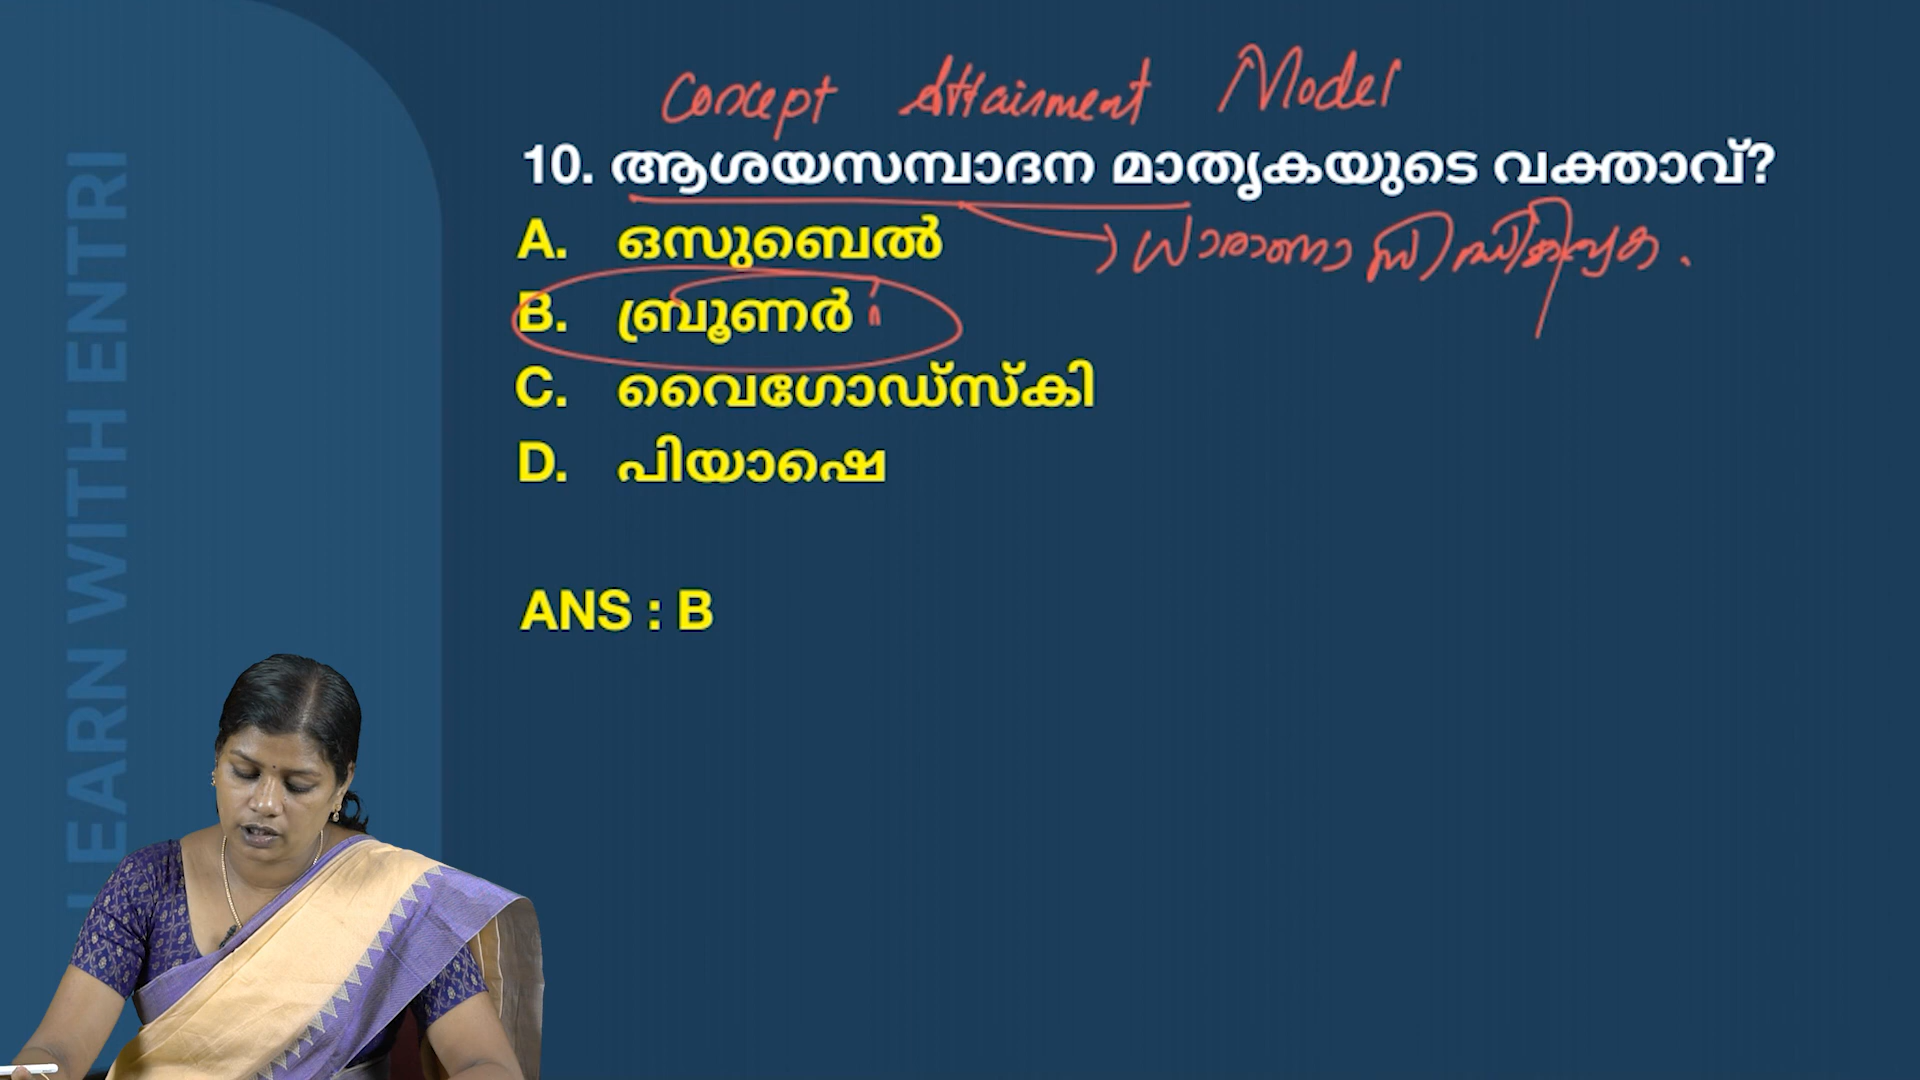 Concept Attainment Model
10. ആശയസമ്പാദന മാതൃകയുടെ വക്താവ്?
A. ഒസുബെൽ
B. ബ്രൂണർ
C. വൈഗോഡ്സ്കി
D. പിയാഷെ
ANS : B
LEARN WITH ENTRI